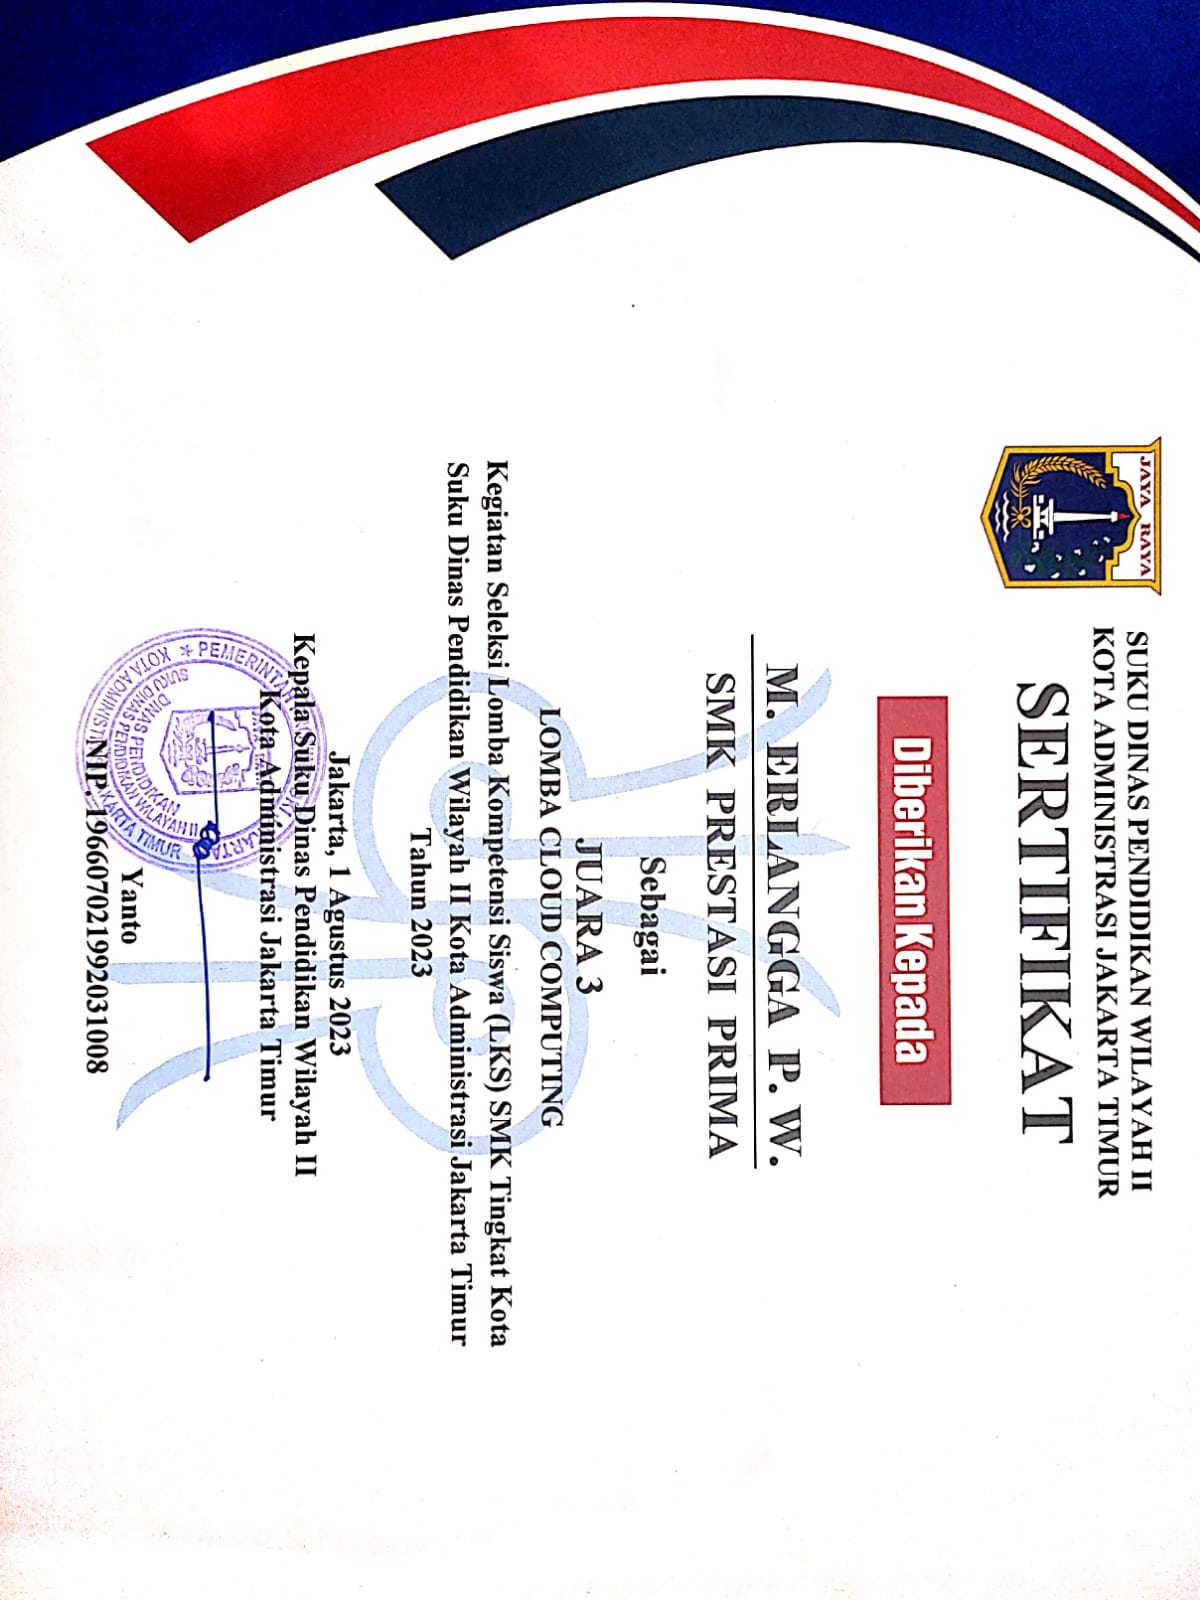 JAYA RAYA
SUKU DINAS PENDIDIKAN WILAYAH II
KOTA ADMINISTRASI JAKARTA TIMUR
SERTIFIKAT
Diberikan Kepada
M. ERLANGGA P. W.
SMK PRESTASI PRIMA
Sebagai
JUARA 3
LOMBA CLOUD COMPUTING
Kegiatan Seleksi Lomba Kompetensi Siswa (LKS) SMK Tingkat Kota
Suku Dinas Pendidikan Wilayah II Kota Administrasi Jakarta Timur
Tahun 2023
Jakarta, 1 Agustus 2023
Kepala Suku Dinas Pendidikan Wilayah II
Kota Administrasi Jakarta Timur
PEMERINTAH DKI JAKARTA
JAYA RAYA
DINAS PENDIDIKAN
SUKU DINAS PENDIDIKAN WILAYAH II
KOTA JAKARTA TIMUR
Yanto
NIP. 196607021992031008